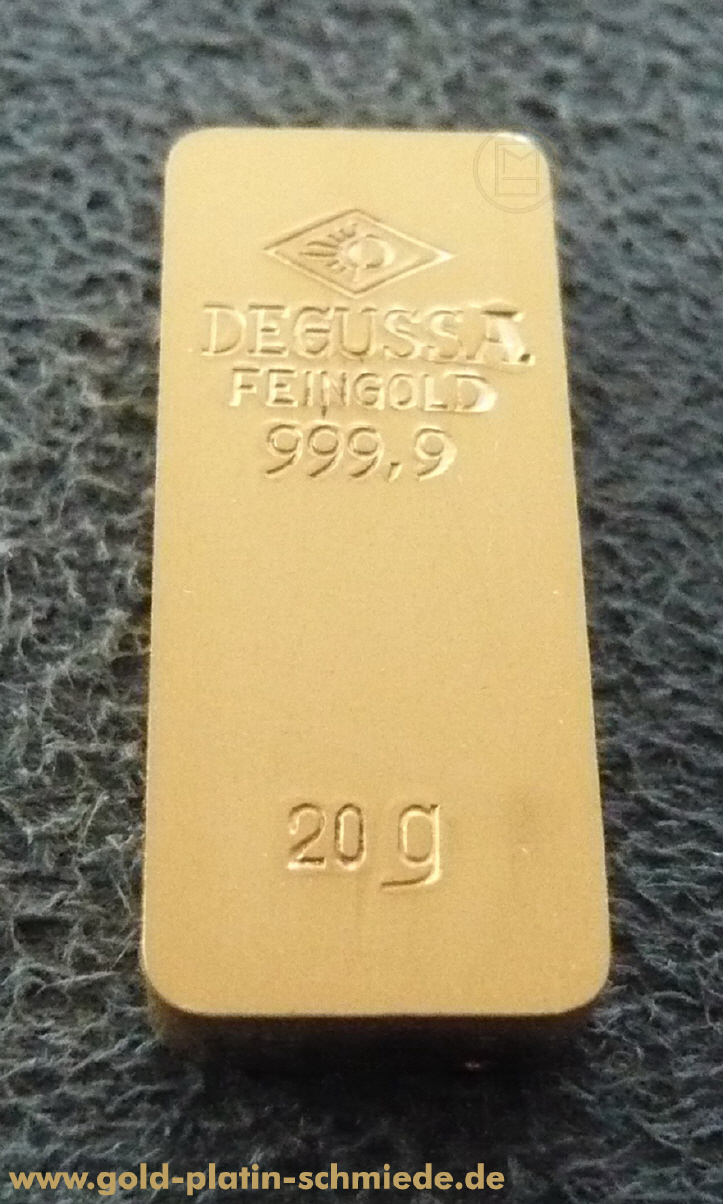 DEGUSSA
FEINGOLD
999,9
20 g
www.gold-platin-schmiede.de